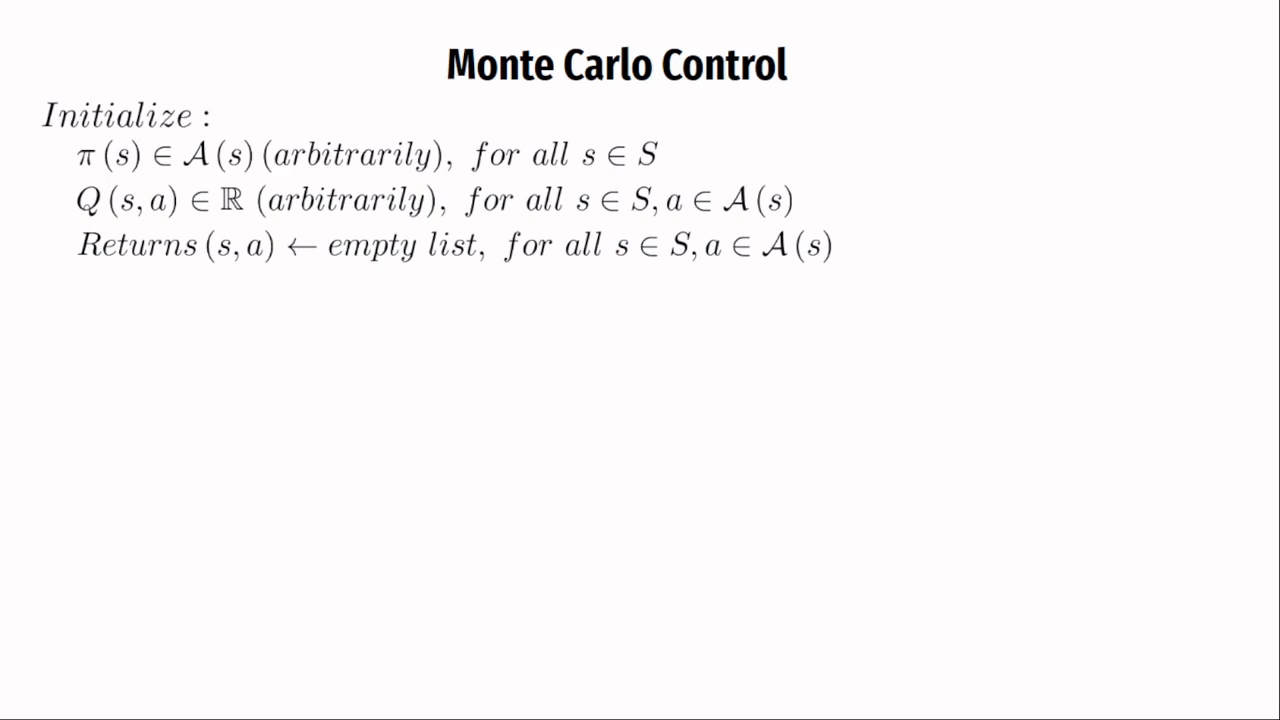 Monte Carlo Control
Initialize :
π (s) ∈ 𝒜 (s) (arbitrarily), for all s ∈ S
Q (s, a) ∈ ℝ (arbitrarily), for all s ∈ S, a ∈ 𝒜 (s)
Returns (s, a) ← empty list, for all s ∈ S, a ∈ 𝒜 (s)